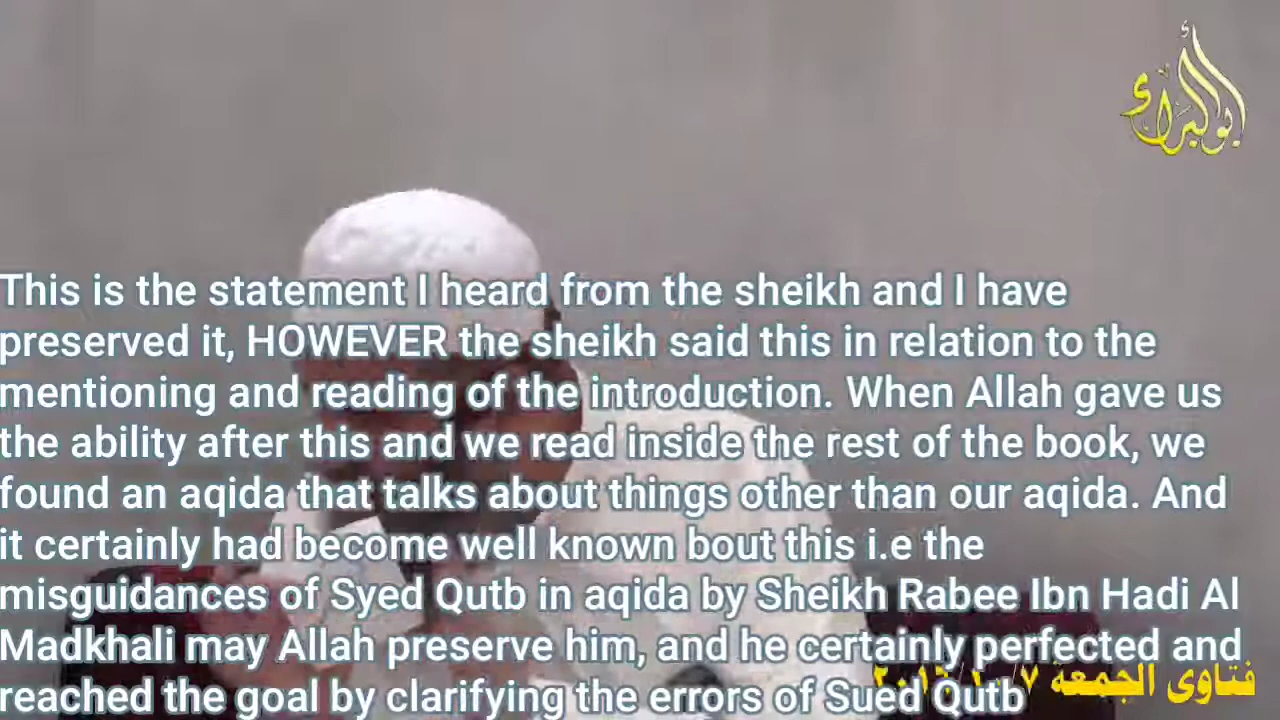 أبو البراء
This is the statement I heard from the sheikh and I have
preserved it, HOWEVER the sheikh said this in relation to the
mentioning and reading of the introduction. When Allah gave us
the ability after this and we read inside the rest of the book, we
found an aqida that talks about things other than our aqida. And
it certainly had become well known bout this i.e the
misguidances of Syed Qutb in aqida by Sheikh Rabee Ibn Hadi Al
Madkhali may Allah preserve him, and he certainly perfected and
فتاوى الجمعة
reached the goal by clarifying the errors of Sued Qutb